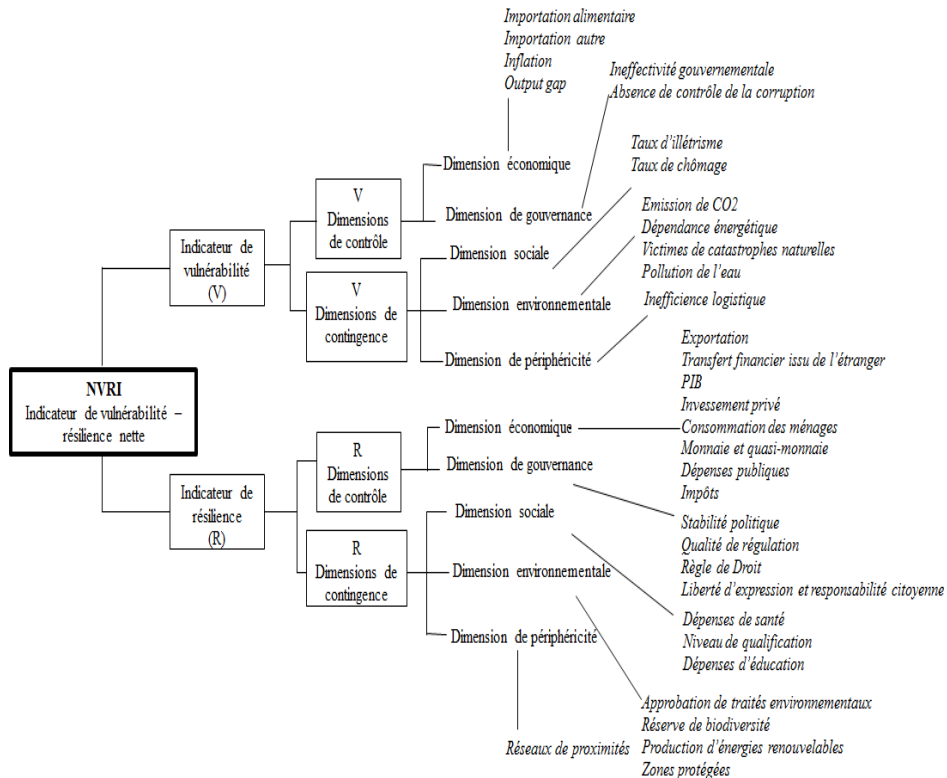 Importation alimentaire
Importation autre
Inflation
Output gap
Ineffectivité gouvernementale
Absence de contrôle de la corruption
Taux d'illétrisme
Taux de chômage
Dimension économique
V
Dimensions
de contrôle
Dimension de gouvernance
Emission de CO2
Dépendance énergétique
Victimes de catastrophes naturelles
Pollution de l'eau
Indicateur de
vulnérabilité
(V)
Dimension sociale
V
Dimensions de
contingence
Dimension environnementale
Inefficience logistique
Dimension de périphéricité
NVRI
Indicateur de vulnérabilité –
résilience nette
Exportation
Transfert financier issu de l'étranger
PIB
Invessement privé
Consommation des ménages
Monnaie et quasi-monnaie
Dépenses publiques
Impôts
Dimension économique
R
Dimensions
de contrôle
Dimension de gouvernance
Indicateur de
résilience
(R)
Dimension sociale
Stabilité politique
Qualité de régulation
Règle de Droit
Liberté d'expression et responsabilité citoyenne
R
Dimensions de
contingence
Dimension environnementale
Dépenses de santé
Niveau de qualification
Dépenses d'éducation
Dimension de périphéricité
Approbation de traités environnementaux
Réserve de biodiversité
Production d'énergies renouvelables
Zones protégées
Réseaux de proximités